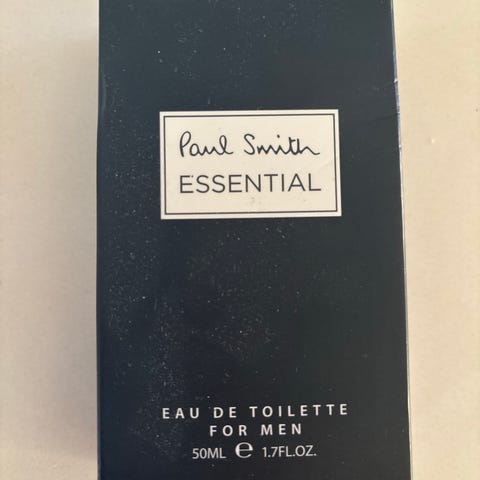 Paul Smith
ESSENTIAL
EAU DE TOILETTE
FOR MEN
50ML ℮ 1.7FL.OZ.